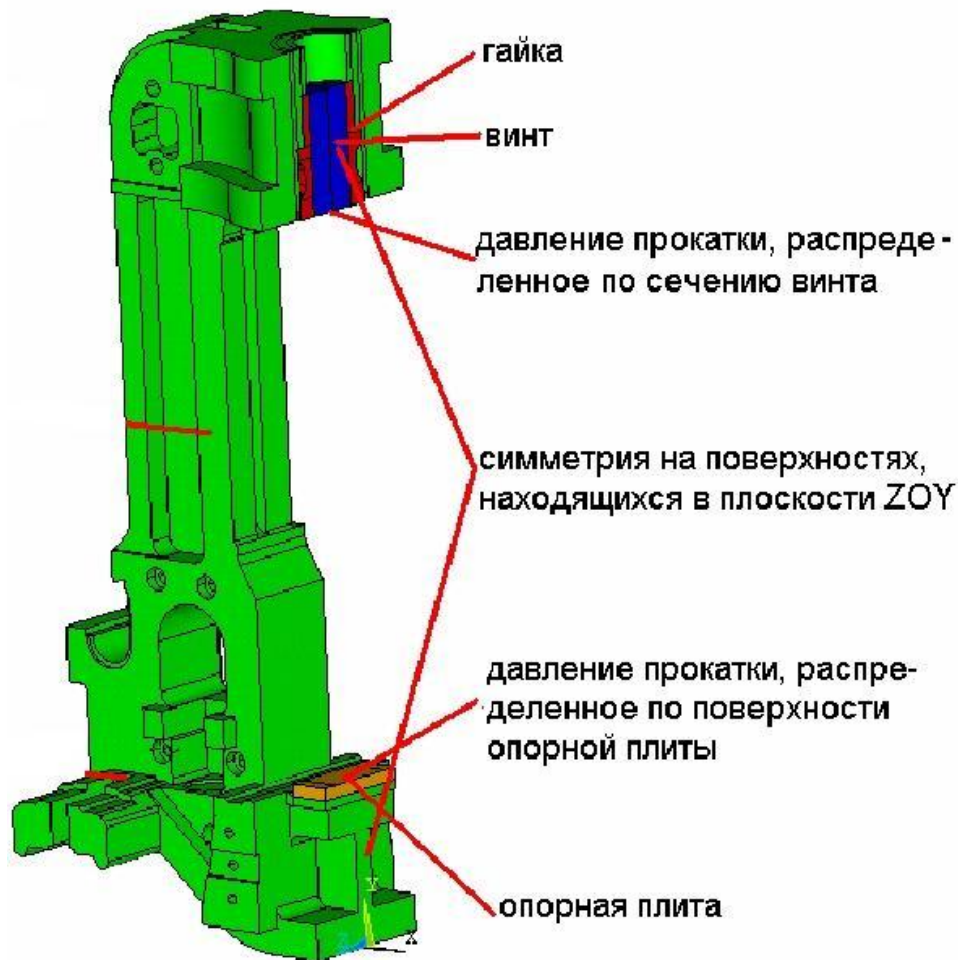 гайка
винт
давление прокатки, распреде-
ленное по сечению винта
симметрия на поверхностях,
находящихся в плоскости ZOY
давление прокатки, распре-
деленное по поверхности
опорной плиты
опорная плита
Y
Z
X